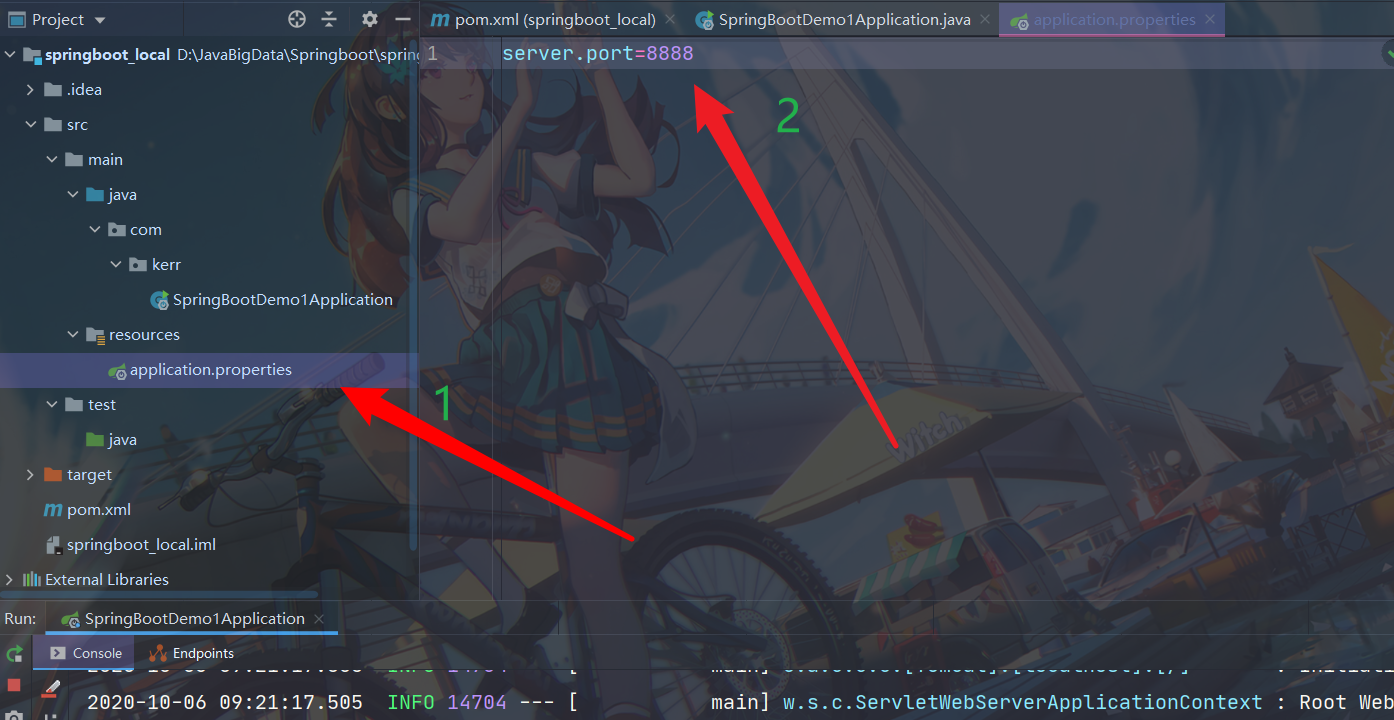 Project
pom.xml (springboot_local)
SpringBootDemo1Application.java
application.properties
springboot_local D:\JavaBigData\Springboot\spring
1 server.port=8888
.idea
2
src
main
java
com
kerr
SpringBootDemo1Application
resources
application.properties
1
test
java
target
pom.xml
springboot_local.iml
External Libraries
Run: SpringBootDemo1Application
Console Endpoints
2020-10-06 09:21:17.505 INFO 14704 --- [ main] w.s.c.ServletWebServerApplicationContext : Root Web